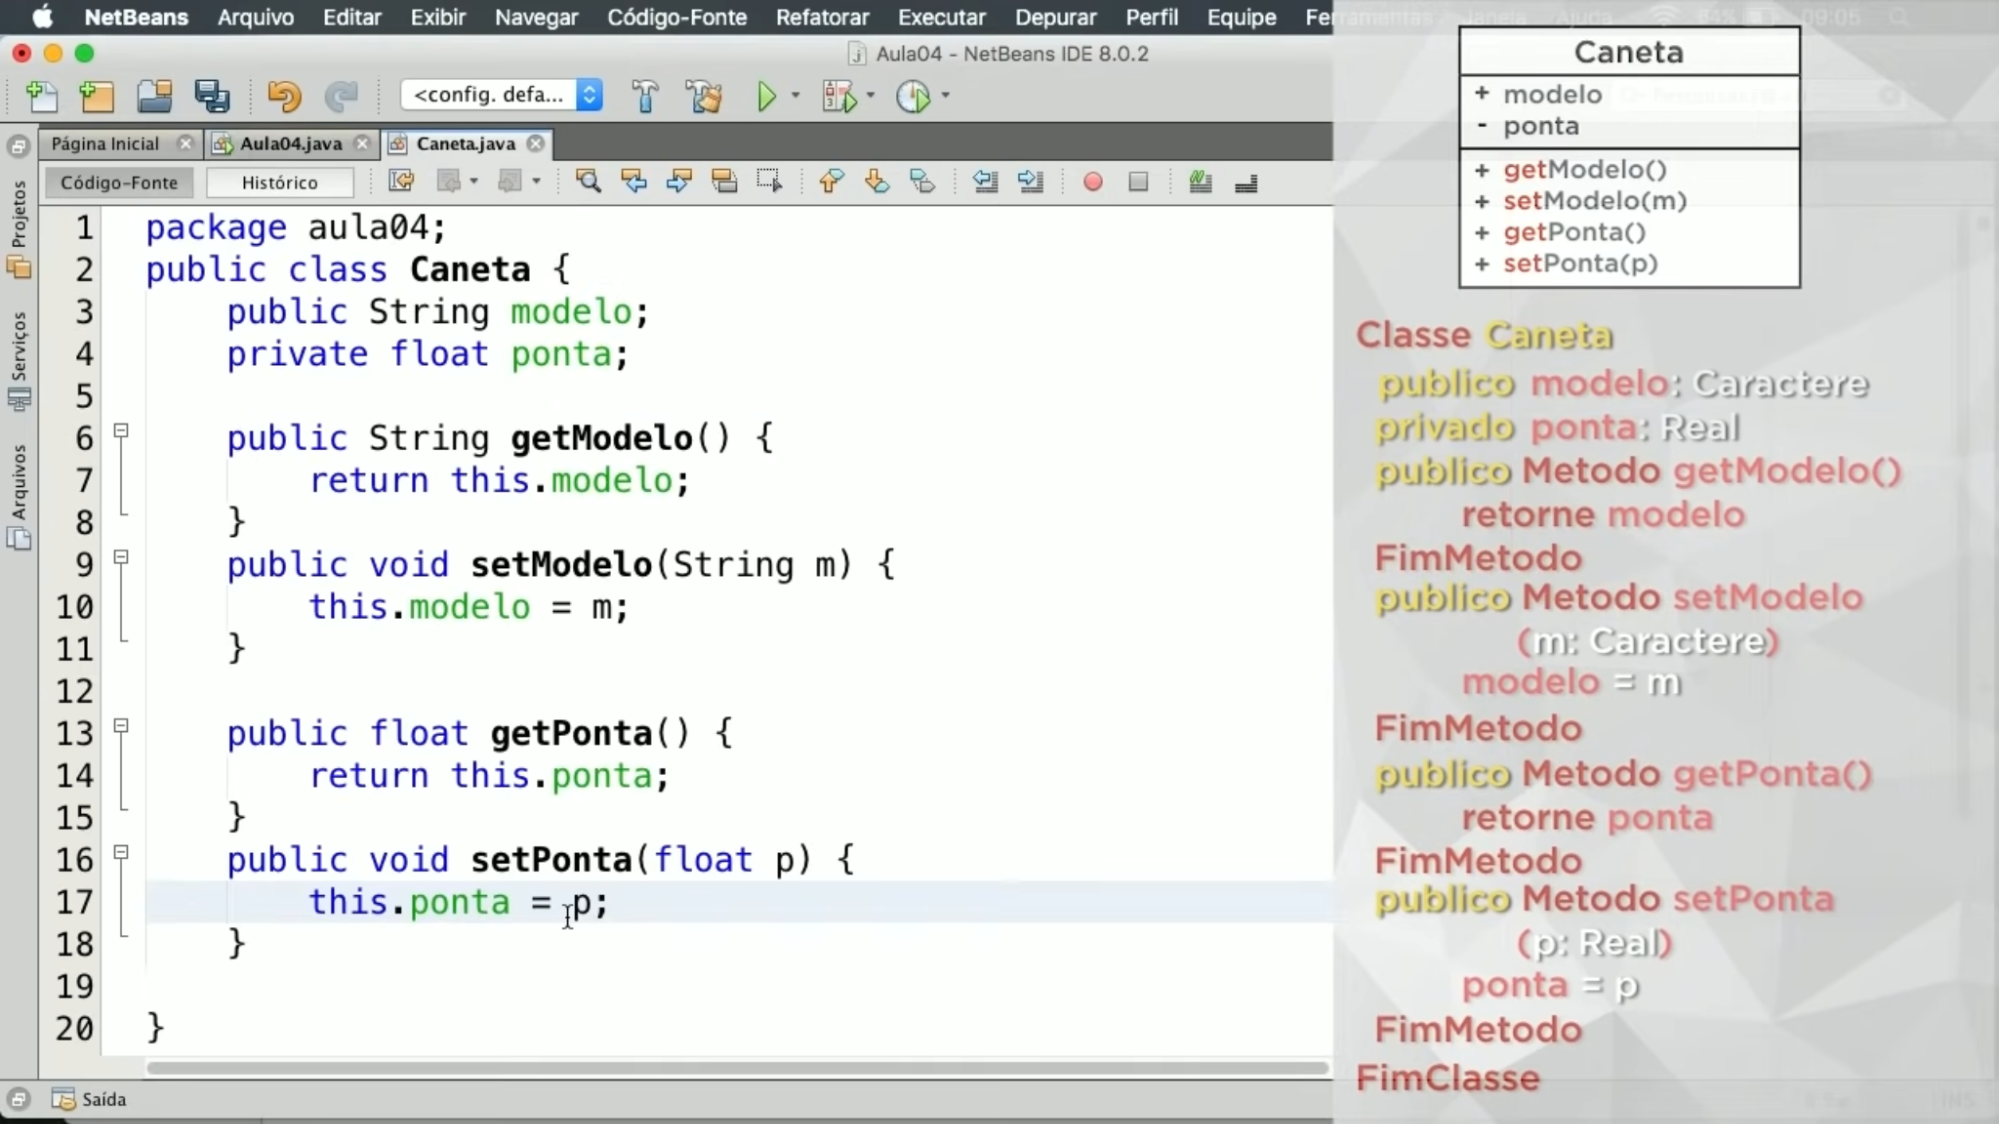 NetBeans Arquivo Editar Exibir Navegar Código-Fonte Refatorar Executar Depurar Perfil Equipe Ferramentas Janela Ajuda 09:05
Aula04 - NetBeans IDE 8.0.2
<config. defa...
Página Inicial Aula04.java Caneta.java
Código-Fonte Histórico
Projetos
Serviços
Arquivos
1 package aula04;
2 public class Caneta {
3 public String modelo;
4 private float ponta;
5
6 public String getModelo() {
7 return this.modelo;
8 }
9 public void setModelo(String m) {
10 this.modelo = m;
11 }
12
13 public float getPonta() {
14 return this.ponta;
15 }
16 public void setPonta(float p) {
17 this.ponta = p;
18 }
19
20 }
Saída
Caneta
+ modelo
- ponta
+ getModelo()
+ setModelo(m)
+ getPonta()
+ setPonta(p)
Classe Caneta
publico modelo: Caractere
privado ponta: Real
publico Metodo getModelo()
retorne modelo
FimMetodo
publico Metodo setModelo
(m: Caractere)
modelo = m
FimMetodo
publico Metodo getPonta()
retorne ponta
FimMetodo
publico Metodo setPonta
(p: Real)
ponta = p
FimMetodo
FimClasse
INS